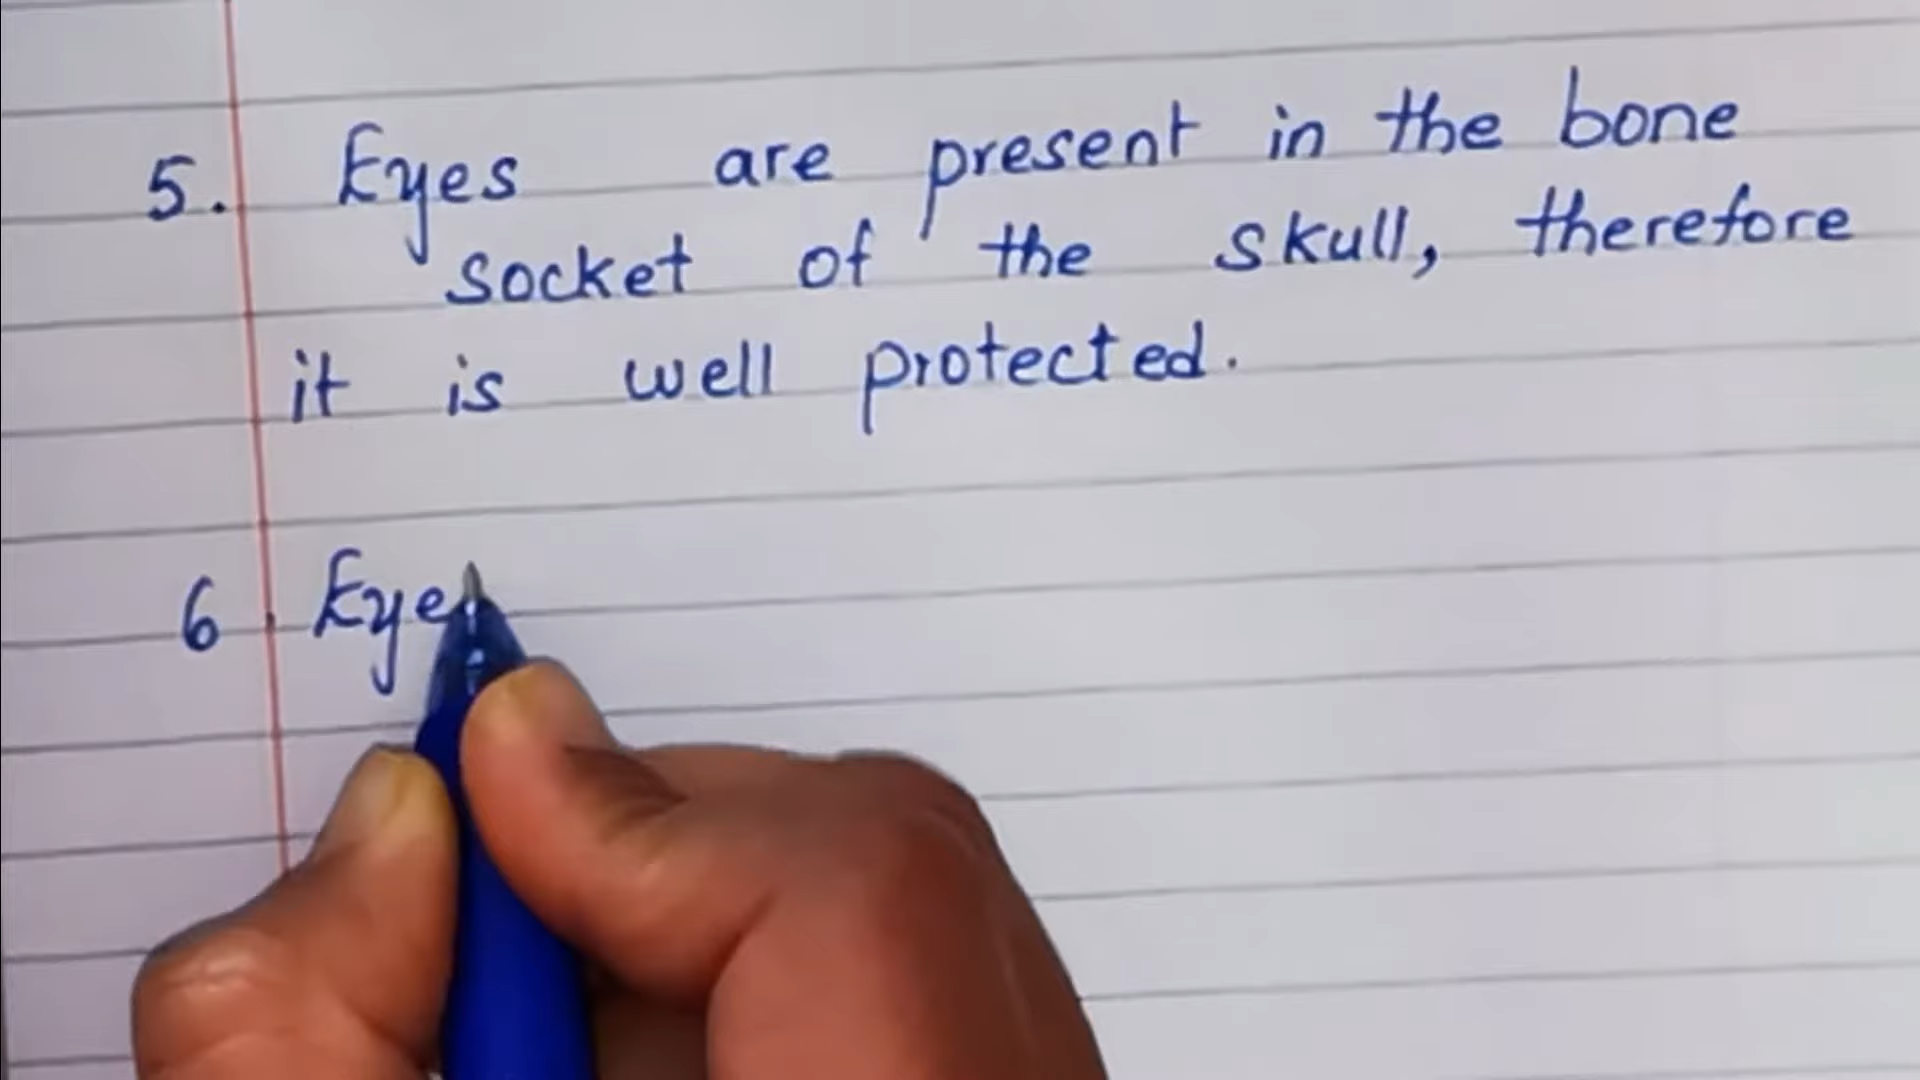 5. Eyes are present in the bone
socket of the skull, therefore
it is well protected.
6. Eye